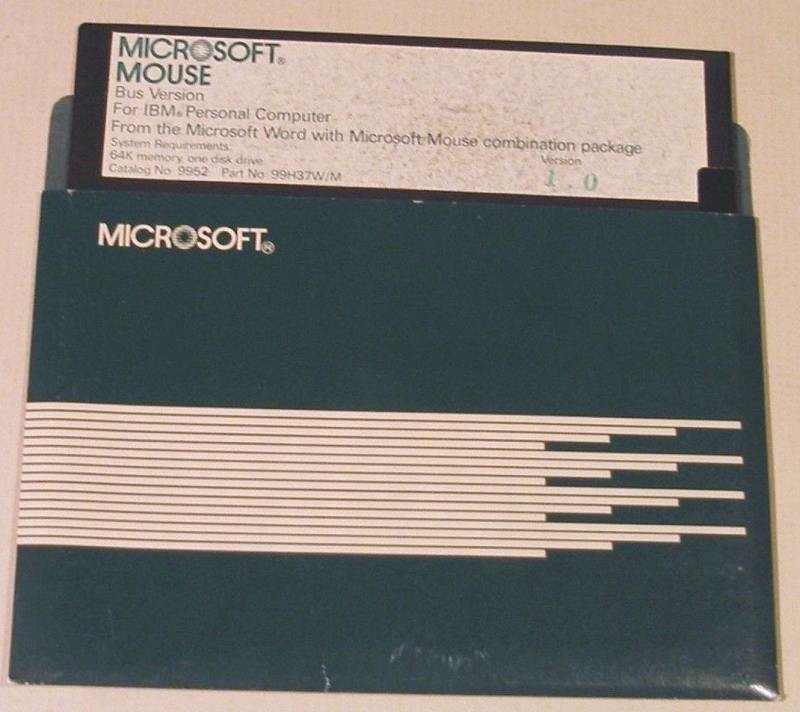 MICROSOFT®
MOUSE
Bus Version
For IBM® Personal Computer
From the Microsoft Word with Microsoft Mouse combination package
System Requirements:
64K memory, one disk drive
Catalog No. 9952 Part No. 99H37W/M
Version
1.0
MICROSOFT®